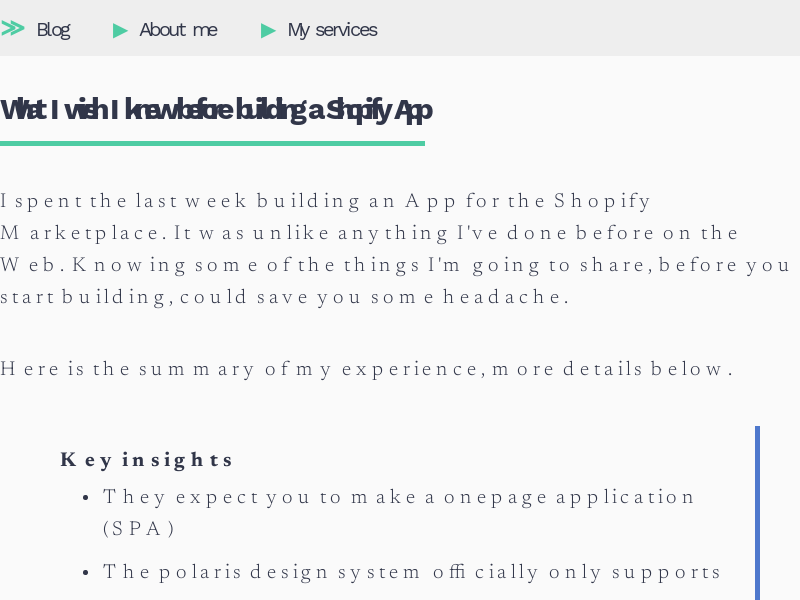 Blog About me My services
What I wish I knew before building a Shopify App
I spent the last week building an App for the Shopify
Marketplace. It was unlike anything I've done before on the
Web. Knowing some of the things I'm going to share, before you
start building, could save you some headache.
Here is the summary of my experience, more details below.
Key insights
• They expect you to make a onepage application
(SPA)
• The polaris design system officially only supports